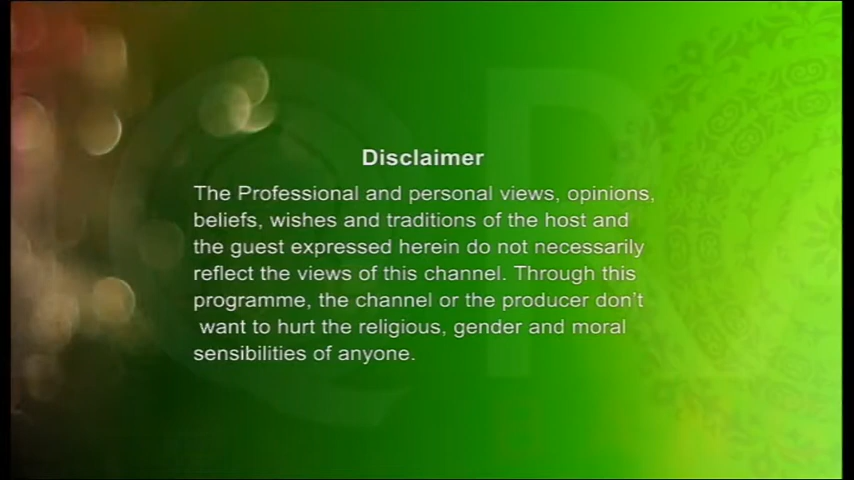 Disclaimer
The Professional and personal views, opinions,
beliefs, wishes and traditions of the host and
the guest expressed herein do not necessarily
reflect the views of this channel. Through this
programme, the channel or the producer don't
want to hurt the religious, gender and moral
sensibilities of anyone.